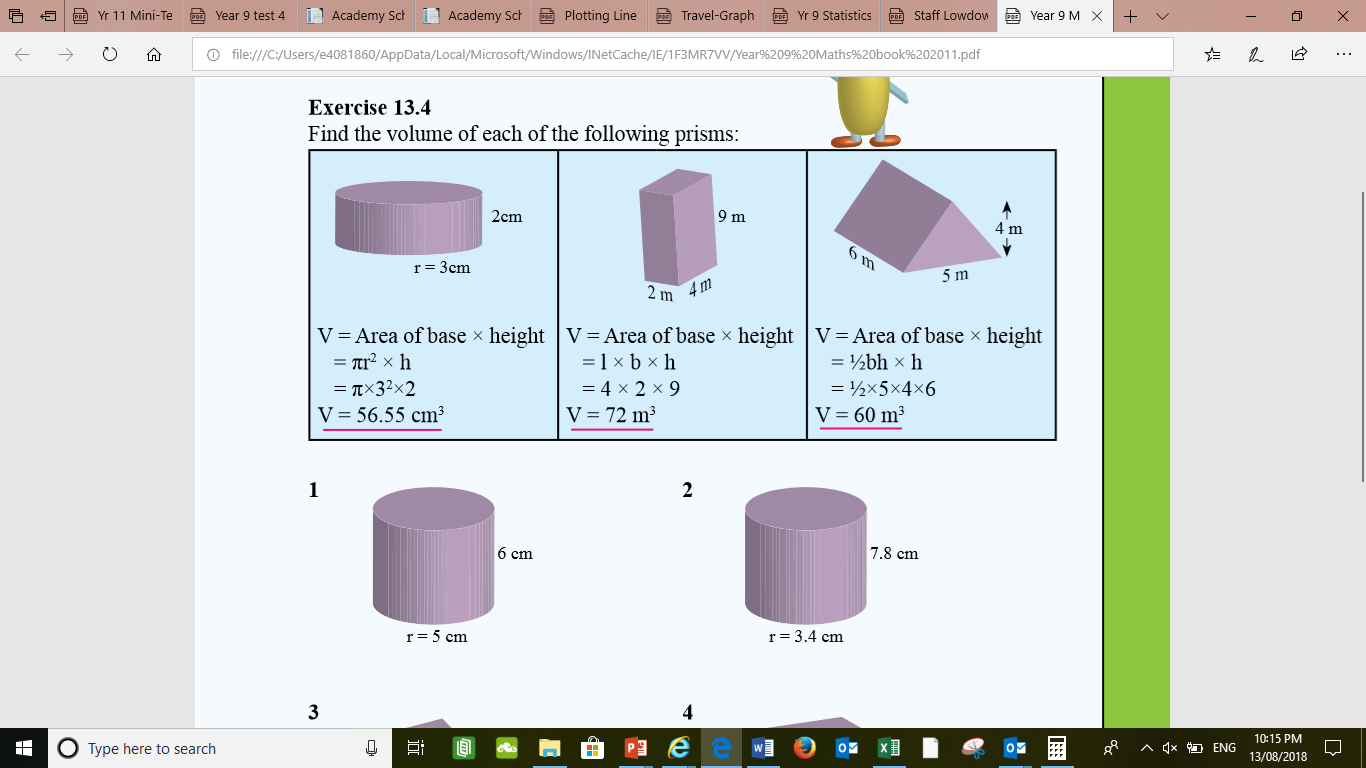 Yr 11 Mini-Te
Year 9 test 4
Academy Sch
Academy Sch
Plotting Line
Travel-Graph
Yr 9 Statistics
Staff Lowdow
Year 9 M
file:///C:/Users/e4081860/AppData/Local/Microsoft/Windows/INetCache/IE/1F3MR7VV/Year%209%20Maths%20book%202011.pdf
Exercise 13.4
Find the volume of each of the following prisms:
2cm
r = 3cm
V = Area of base × height
= πr² × h
= π×3²×2
V = 56.55 cm³
9 m
2 m 4 m
V = Area of base × height
= l × b × h
= 4 × 2 × 9
V = 72 m³
4 m
6 m
5 m
V = Area of base × height
= ½bh × h
= ½×5×4×6
V = 60 m³
1
6 cm
r = 5 cm
2
7.8 cm
r = 3.4 cm
3
4
Type here to search
ENG
10:15 PM
13/08/2018